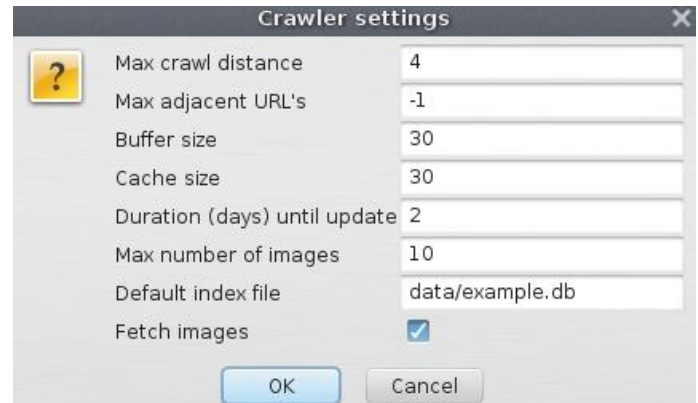 Crawler settings
Max crawl distance 4
Max adjacent URL's -1
Buffer size 30
Cache size 30
Duration (days) until update 2
Max number of images 10
Default index file data/example.db
Fetch images
OK Cancel